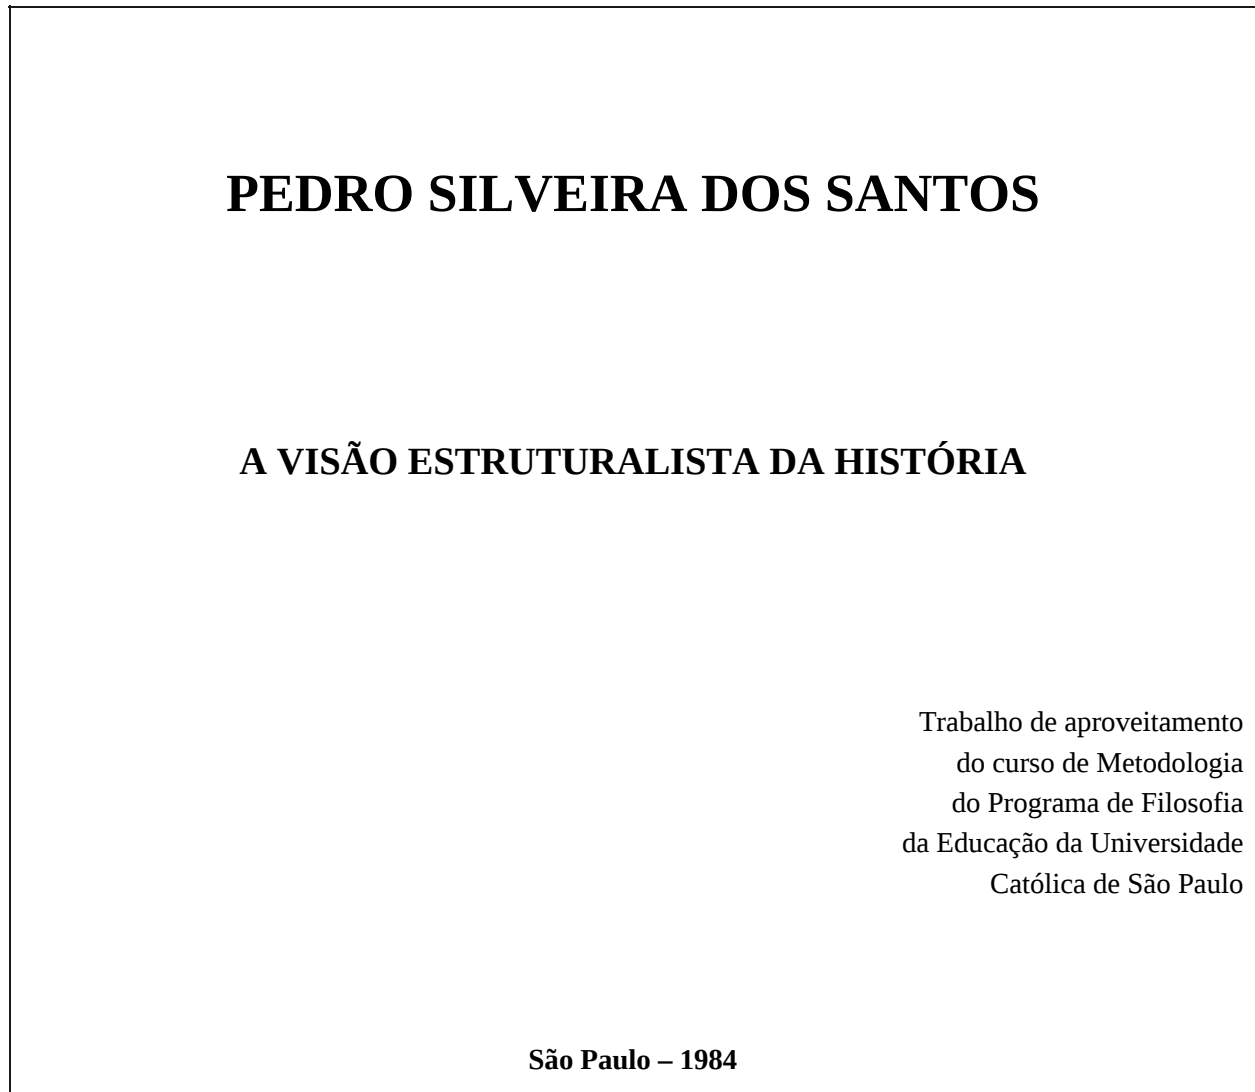 PEDRO SILVEIRA DOS SANTOS
A VISÃO ESTRUTURALISTA DA HISTÓRIA
Trabalho de aproveitamento
do curso de Metodologia
do Programa de Filosofia
da Educação da Universidade
Católica de São Paulo
São Paulo – 1984